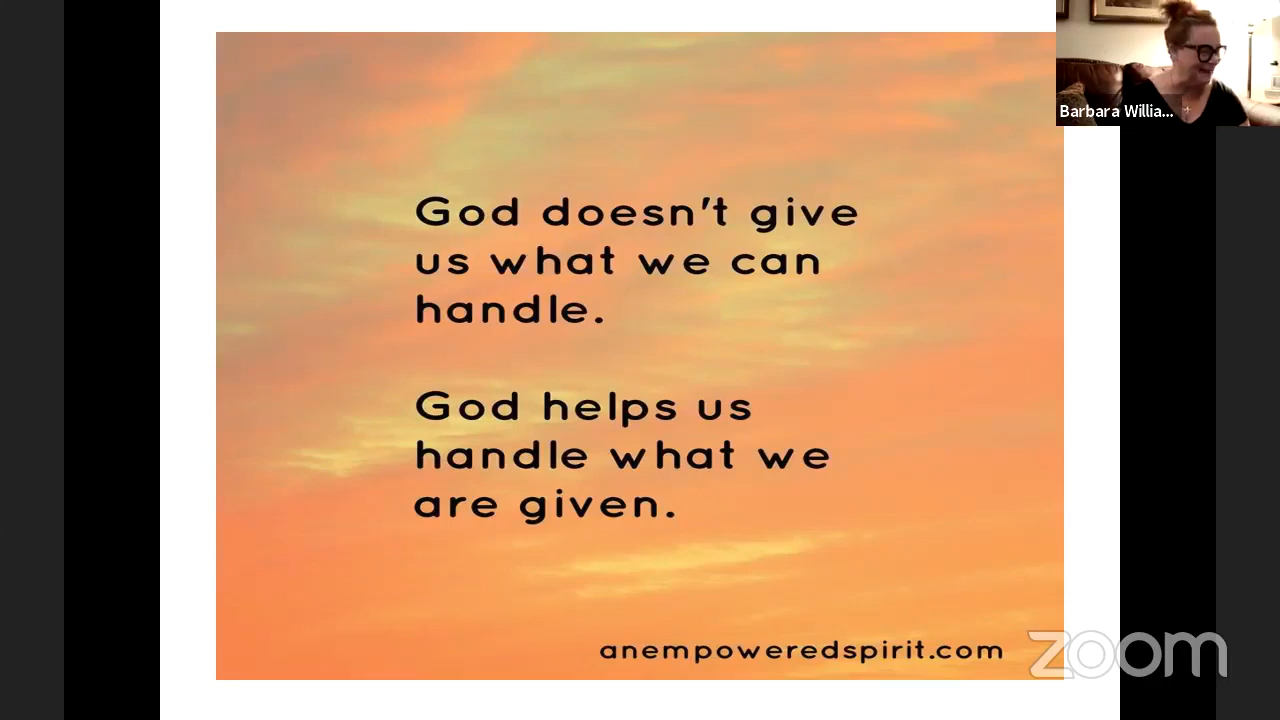 Barbara Willia...
God doesn't give
us what we can
handle.
God helps us
handle what we
are given.
anempoweredspirit.com
zoom